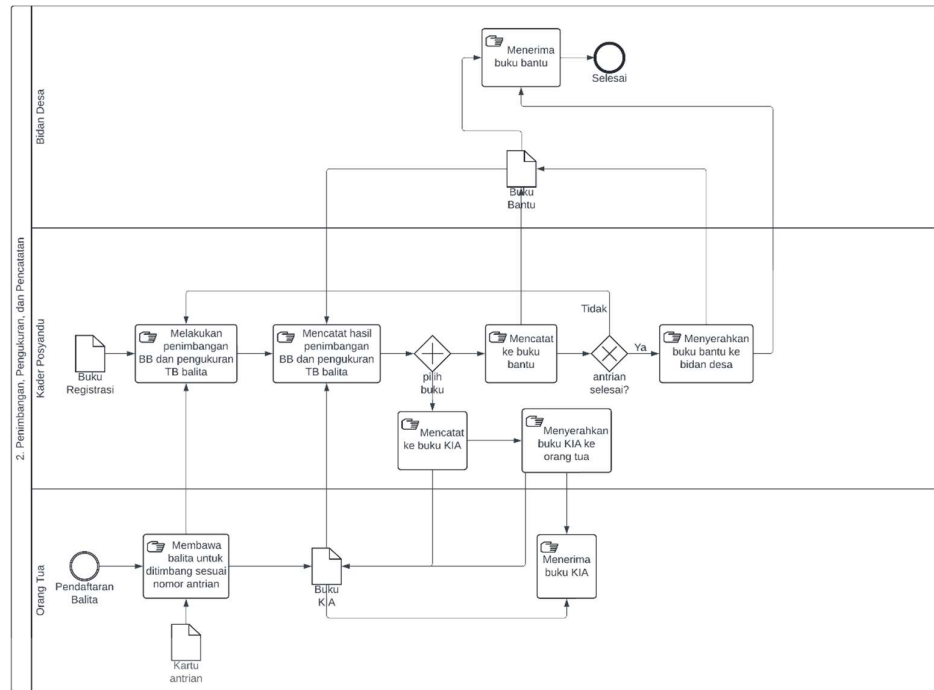 2. Penimbangan, Pengukuran, dan Pencatatan
Bidan Desa
Menerima
buku bantu
Selesai
Buku
Bantu
Kader Posyandu
Tidak
Buku
Registrasi
Melakukan
penimbangan
BB dan pengukuran
TB balita
Mencatat hasil
penimbangan
BB dan pengukuran
TB balita
pilih
buku
Mencatat
ke buku
bantu
antrian
selesai?
Ya
Menyerahkan
buku bantu ke
bidan desa
Mencatat
ke buku KIA
Menyerahkan
buku KIA ke
orang tua
Orang Tua
Pendaftaran
Balita
Membawa
balita untuk
ditimbang sesuai
nomor antrian
Buku
KIA
Menerima
buku KIA
Kartu
antrian